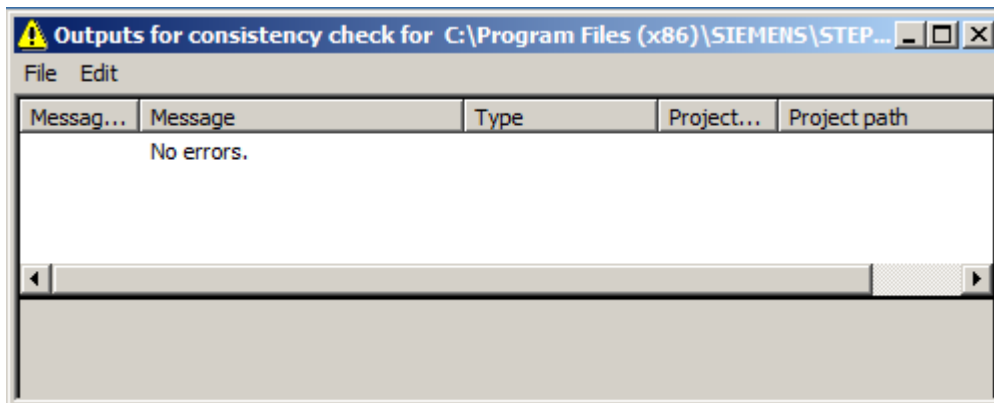 Outputs for consistency check for C:\Program Files (x86)\SIEMENS\STEP...
File Edit
Messag... Message Type Project... Project path
No errors.